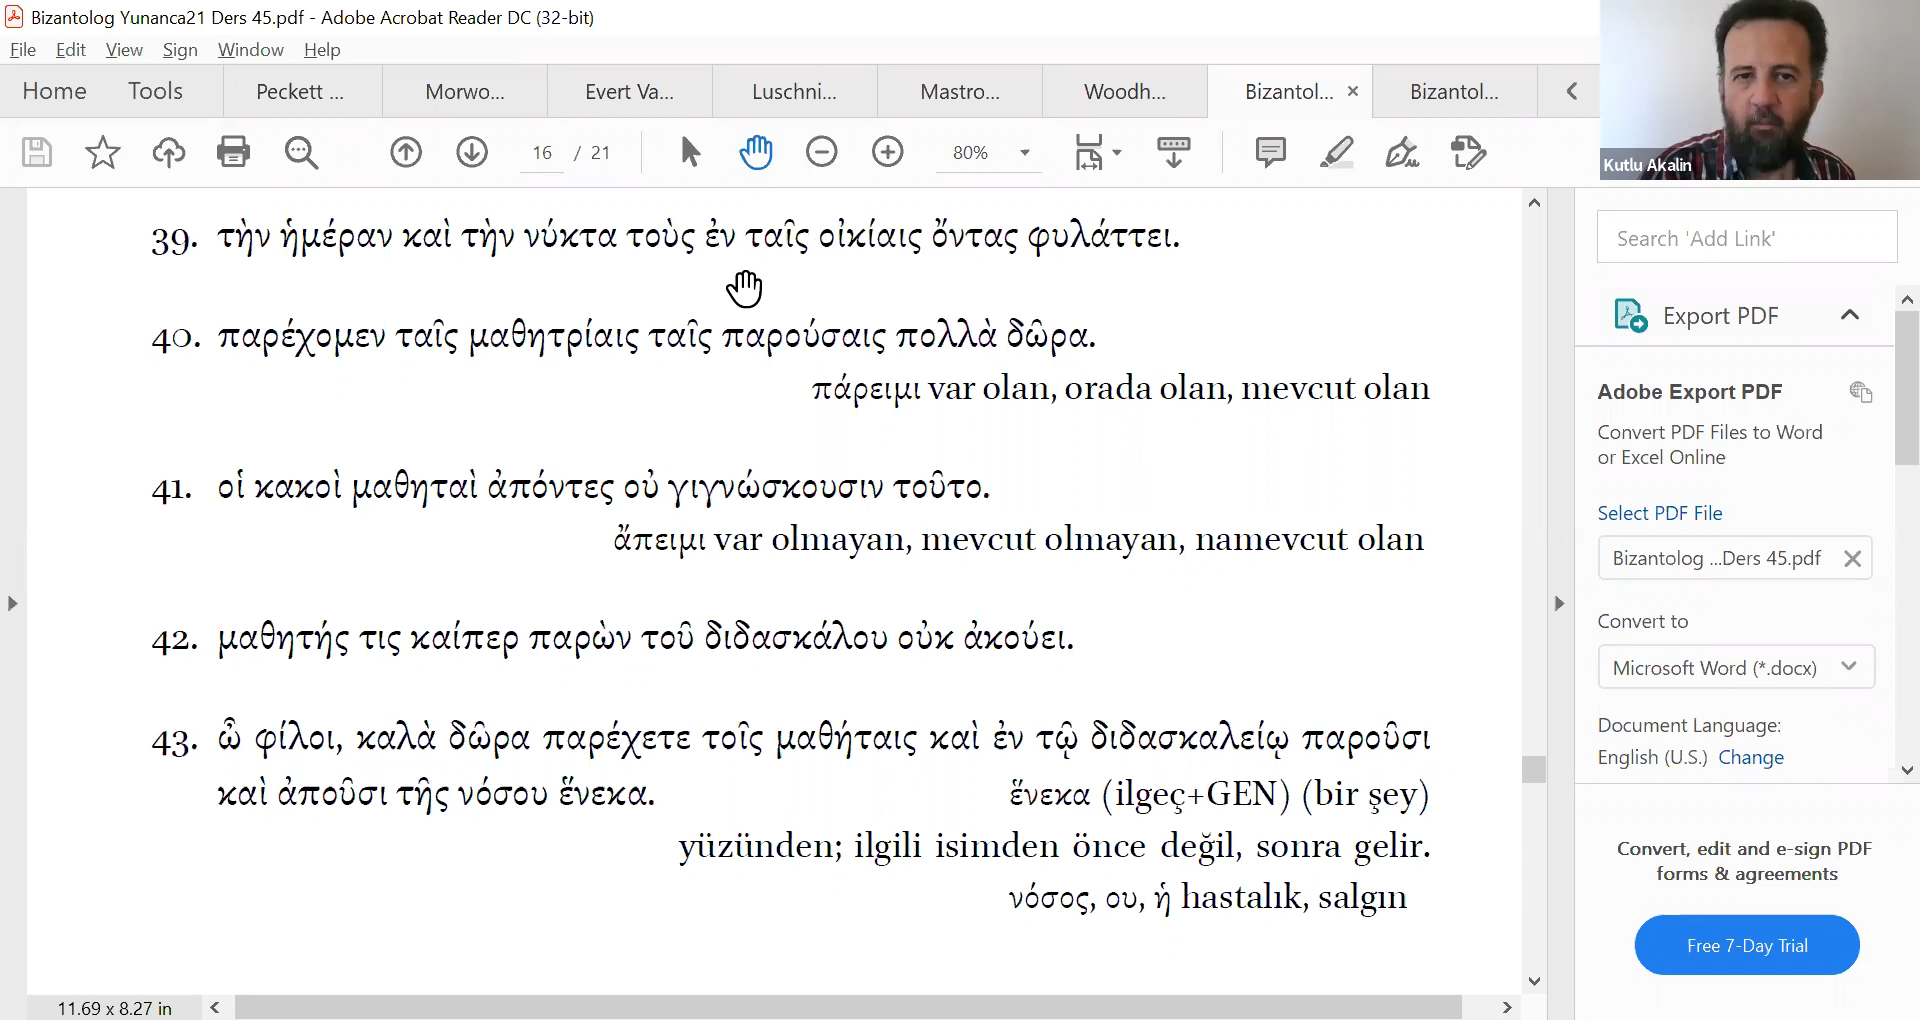 Bizantolog Yunanca21 Ders 45.pdf - Adobe Acrobat Reader DC (32-bit)
File Edit View Sign Window Help
Home Tools Peckett ... Morwo... Evert Va... Luschni... Mastro... Woodh... Bizantol... × Bizantol...
16 / 21 80%
Kutlu Akalin
39. τὴν ἡμέραν καὶ τὴν νύκτα τοὺς ἐν ταῖς οἰκίαις ὄντας φυλάττει.
40. παρέχομεν ταῖς μαθητρίαις ταῖς παρούσαις πολλὰ δῶρα.
πάρειμι var olan, orada olan, mevcut olan
41. οἱ κακοὶ μαθηταὶ ἀπόντες οὐ γιγνώσκουσιν τοῦτο.
ἄπειμι var olmayan, mevcut olmayan, namevcut olan
42. μαθητής τις καίπερ παρὼν τοῦ διδασκάλου οὐκ ἀκούει.
43. ὦ φίλοι, καλὰ δῶρα παρέχετε τοῖς μαθήταις καὶ ἐν τῷ διδασκαλείῳ παροῦσι
καὶ ἀποῦσι τῆς νόσου ἕνεκα. ἕνεκα (ilgeç+GEN) (bir şey)
yüzünden; ilgili isimden önce değil, sonra gelir.
νόσος, ου, ἡ hastalık, salgın
11.69 x 8.27 in
Search 'Add Link'
Export PDF
Adobe Export PDF
Convert PDF Files to Word
or Excel Online
Select PDF File
Bizantolog ...Ders 45.pdf
Convert to
Microsoft Word (*.docx)
Document Language:
English (U.S.) Change
Convert, edit and e-sign PDF
forms & agreements
Free 7-Day Trial